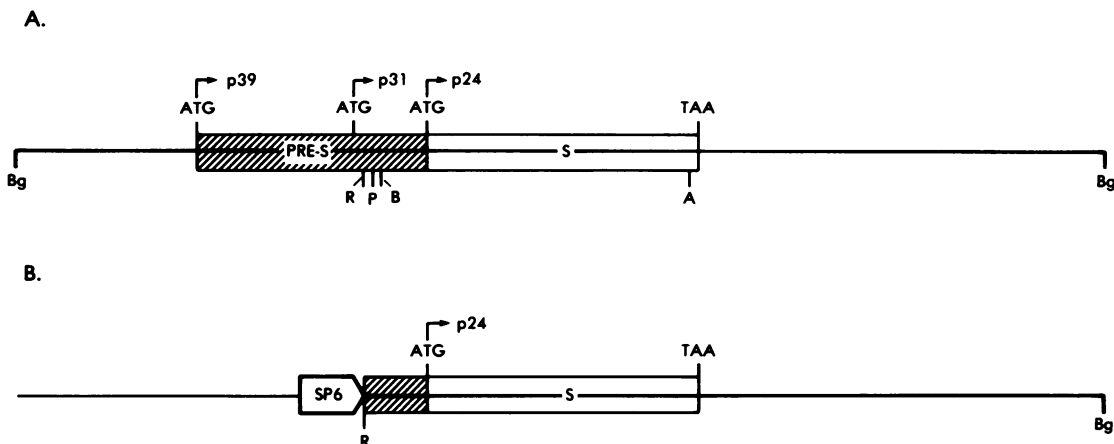 A.
p39 p31 p24
ATG ATG ATG TAA
PRE-S S
Bg R P B A Bg
B.
p24
ATG TAA
SP6 S
R Bg